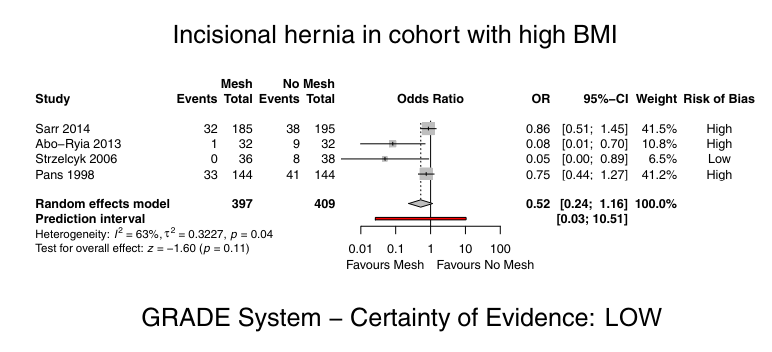 Incisional hernia in cohort with high BMI
Mesh No Mesh
Study Events Total Events Total Odds Ratio OR 95%−CI Weight Risk of Bias
Sarr 2014 32 185 38 195 0.86 [0.51; 1.45] 41.5% High
Abo−Ryia 2013 1 32 9 32 0.08 [0.01; 0.70] 10.8% High
Strzelcyk 2006 0 36 8 38 0.05 [0.00; 0.89] 6.5% Low
Pans 1998 33 144 41 144 0.75 [0.44; 1.27] 41.2% High
Random effects model 397 409 0.52 [0.24; 1.16] 100.0%
Prediction interval [0.03; 10.51]
Heterogeneity: I² = 63%, τ² = 0.3227, p = 0.04
Test for overall effect: z = −1.60 (p = 0.11)
0.01 0.1 1 10 100
Favours Mesh Favours No Mesh
GRADE System − Certainty of Evidence: LOW